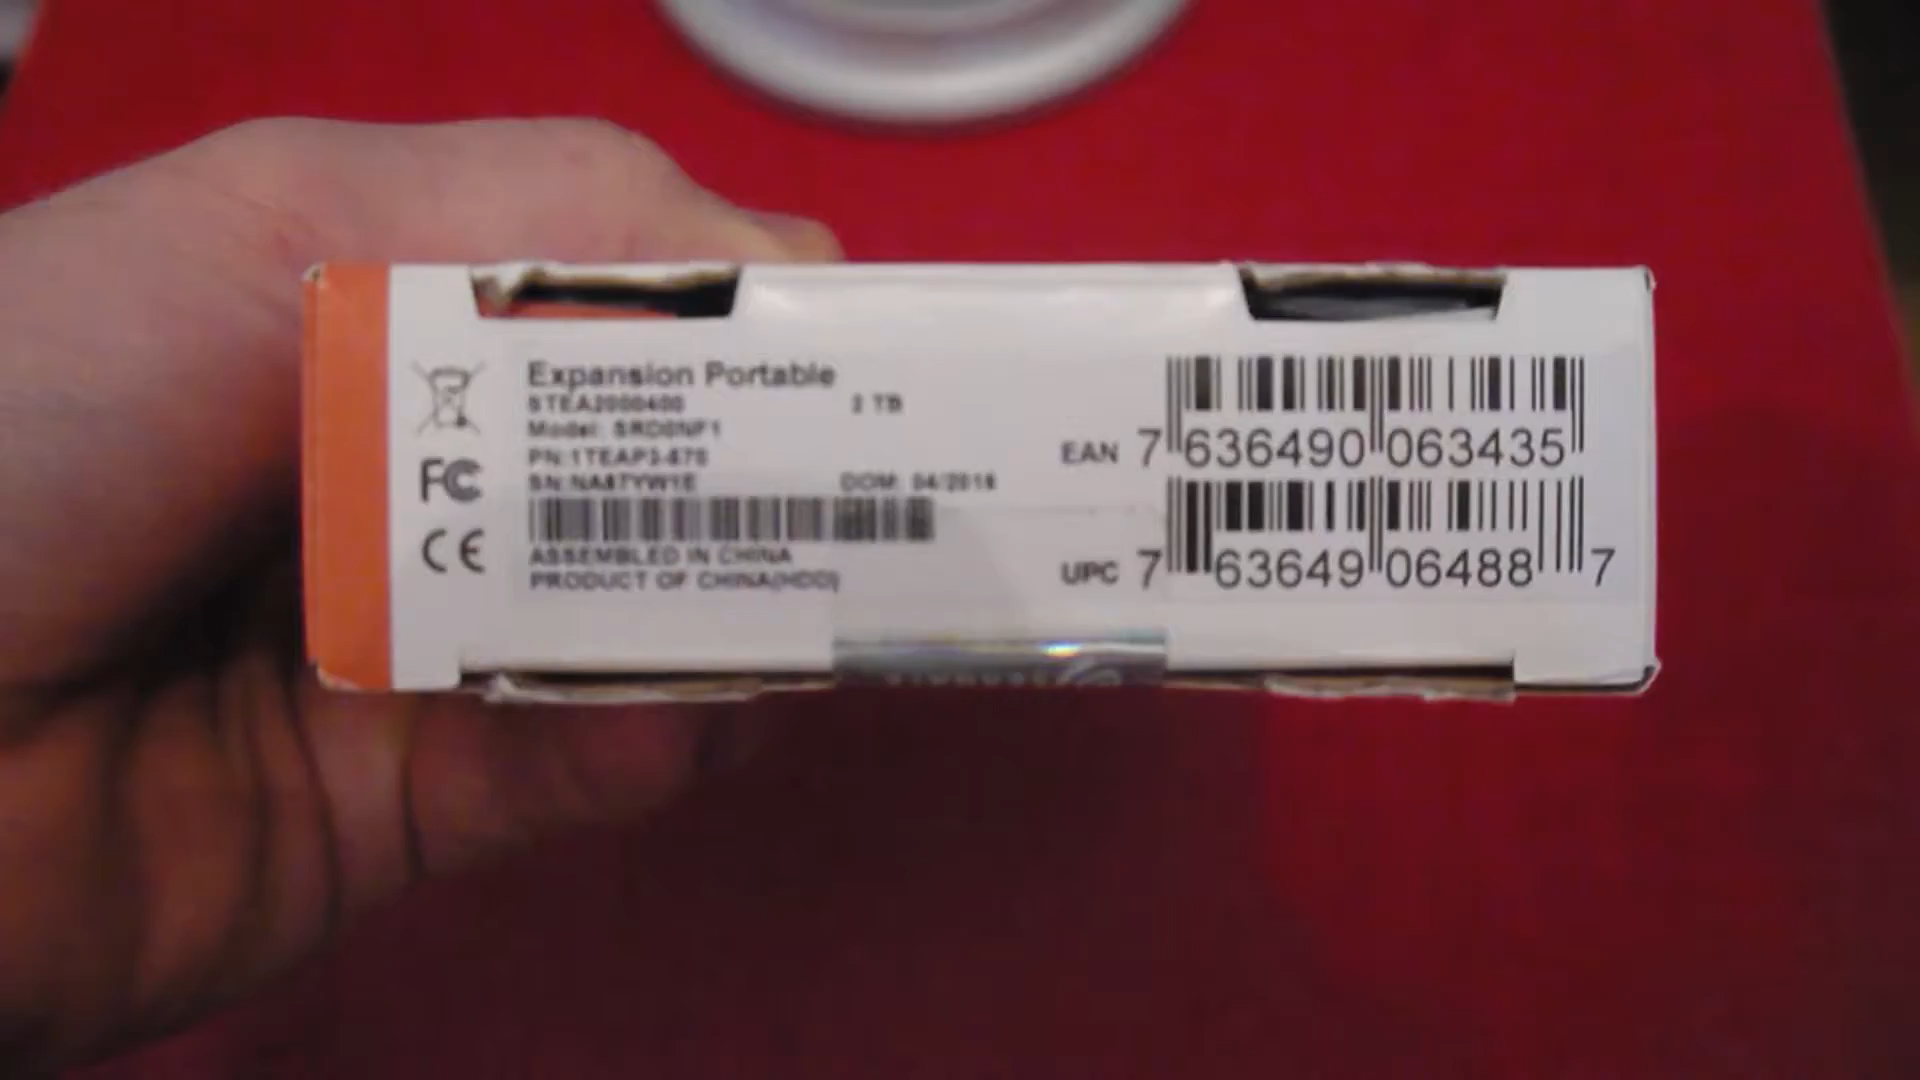 Expansion Portable
STEA2000400 2 TB
Model: SRD0NF1
PN:1TEAP3-570
SN:NA87YW1E DOM: 04/2016
ASSEMBLED IN CHINA
PRODUCT OF CHINA(HDD)
FC
CE
EAN 7 636490 063435
UPC 7 63649 06488 7